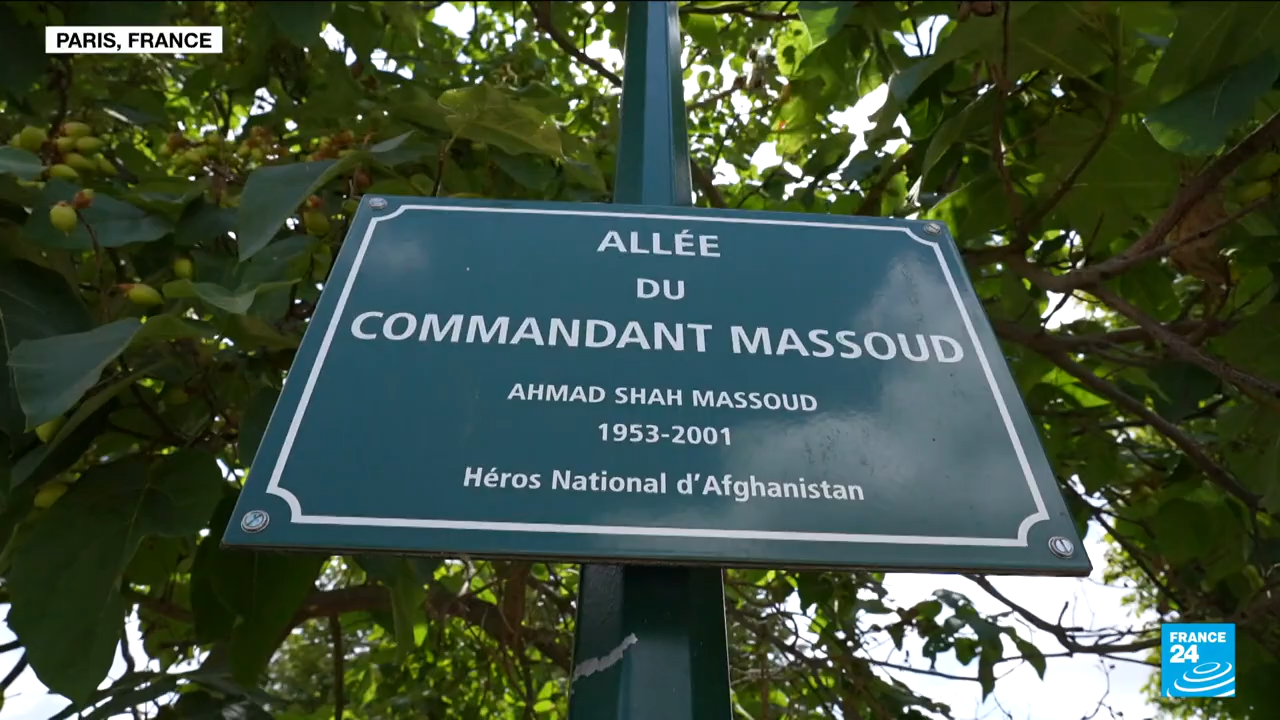 PARIS, FRANCE
ALLÉE
DU
COMMANDANT MASSOUD
AHMAD SHAH MASSOUD
1953-2001
Héros National d'Afghanistan
FRANCE
24